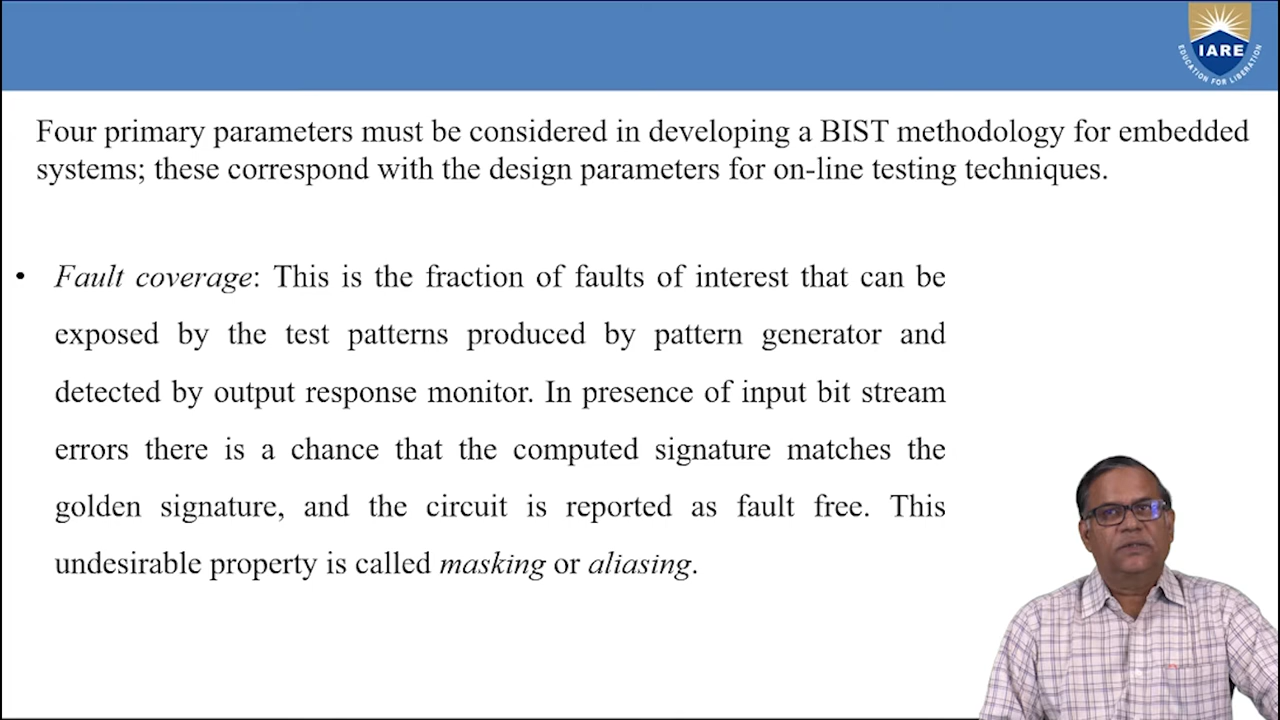 IARE
EDUCATION FOR LIBERATION
Four primary parameters must be considered in developing a BIST methodology for embedded
systems; these correspond with the design parameters for on-line testing techniques.
• Fault coverage: This is the fraction of faults of interest that can be
exposed by the test patterns produced by pattern generator and
detected by output response monitor. In presence of input bit stream
errors there is a chance that the computed signature matches the
golden signature, and the circuit is reported as fault free. This
undesirable property is called masking or aliasing.